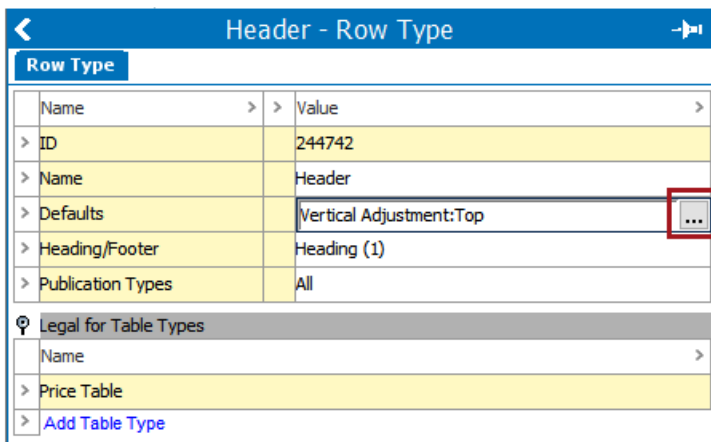 Header - Row Type
Row Type
Name > > Value >
> ID 244742
> Name Header
> Defaults Vertical Adjustment:Top ...
> Heading/Footer Heading (1)
> Publication Types All
Legal for Table Types
Name >
> Price Table
> Add Table Type